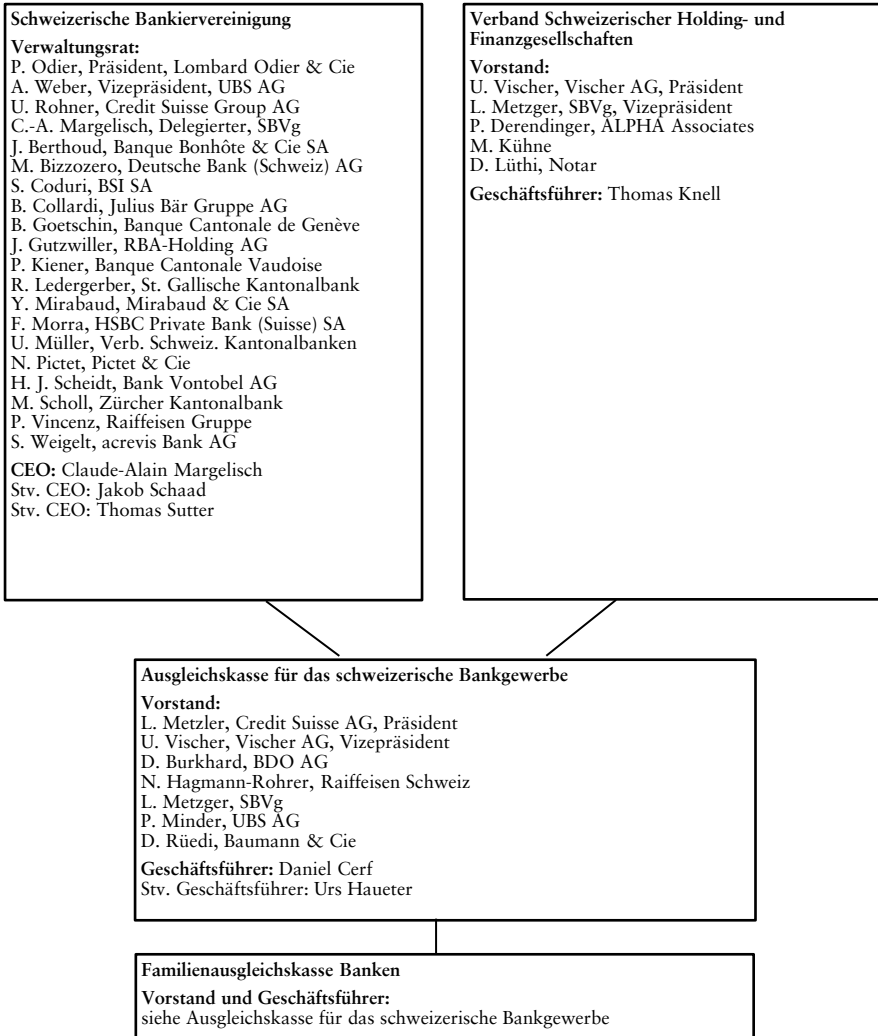 Schweizerische Bankiervereinigung
Verwaltungsrat:
P. Odier, Präsident, Lombard Odier & Cie
A. Weber, Vizepräsident, UBS AG
U. Rohner, Credit Suisse Group AG
C.-A. Margelisch, Delegierter, SBVg
J. Berthoud, Banque Bonhôte & Cie SA
M. Bizzozero, Deutsche Bank (Schweiz) AG
S. Coduri, BSI SA
B. Collardi, Julius Bär Gruppe AG
B. Goetschin, Banque Cantonale de Genève
J. Gutzwiller, RBA-Holding AG
P. Kiener, Banque Cantonale Vaudoise
R. Ledergerber, St. Gallische Kantonalbank
Y. Mirabaud, Mirabaud & Cie SA
F. Morra, HSBC Private Bank (Suisse) SA
U. Müller, Verb. Schweiz. Kantonalbanken
N. Pictet, Pictet & Cie
H. J. Scheidt, Bank Vontobel AG
M. Scholl, Zürcher Kantonalbank
P. Vincenz, Raiffeisen Gruppe
S. Weigelt, acrevis Bank AG
CEO: Claude-Alain Margelisch
Stv. CEO: Jakob Schaad
Stv. CEO: Thomas Sutter
Verband Schweizerischer Holding- und
Finanzgesellschaften
Vorstand:
U. Vischer, Vischer AG, Präsident
L. Metzger, SBVg, Vizepräsident
P. Derendinger, ALPHA Associates
M. Kühne
D. Lüthi, Notar
Geschäftsführer: Thomas Knell
Ausgleichskasse für das schweizerische Bankgewerbe
Vorstand:
L. Metzler, Credit Suisse AG, Präsident
U. Vischer, Vischer AG, Vizepräsident
D. Burkhard, BDO AG
N. Hagmann-Rohrer, Raiffeisen Schweiz
L. Metzger, SBVg
P. Minder, UBS AG
D. Rüedi, Baumann & Cie
Geschäftsführer: Daniel Cerf
Stv. Geschäftsführer: Urs Haueter
Familienausgleichskasse Banken
Vorstand und Geschäftsführer:
siehe Ausgleichskasse für das schweizerische Bankgewerbe